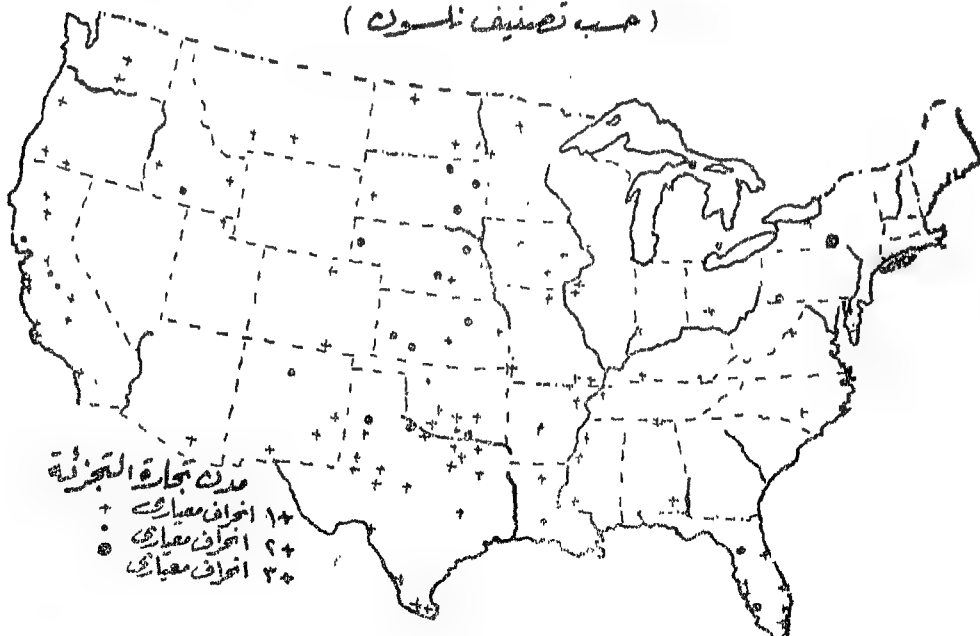 ( حسب تصنيف نلسون )
مدن تجارة التجزئة
+١ انحراف معياري +
+٢ انحراف معياري •
+٣ انحراف معياري